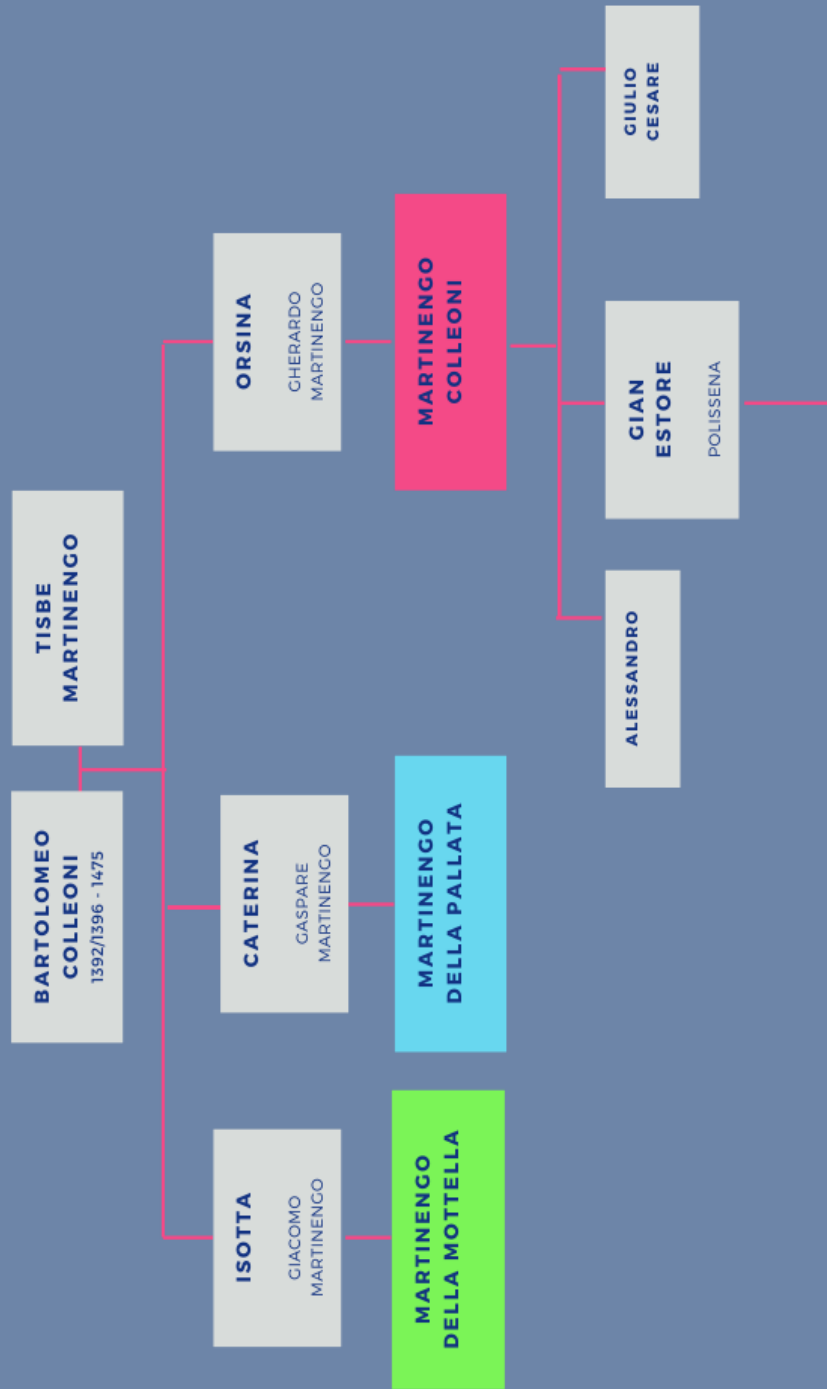 BARTOLOMEO
COLLEONI
1392/1396 - 1475
TISBE
MARTINENGO
ISOTTA
GIACOMO
MARTINENGO
CATERINA
GASPARE
MARTINENGO
ORSINA
GHERARDO
MARTINENGO
MARTINENGO
DELLA MOTTELLA
MARTINENGO
DELLA PALLATA
MARTINENGO
COLLEONI
ALESSANDRO
GIAN
ESTORE
POLISSENA
GIULIO
CESARE